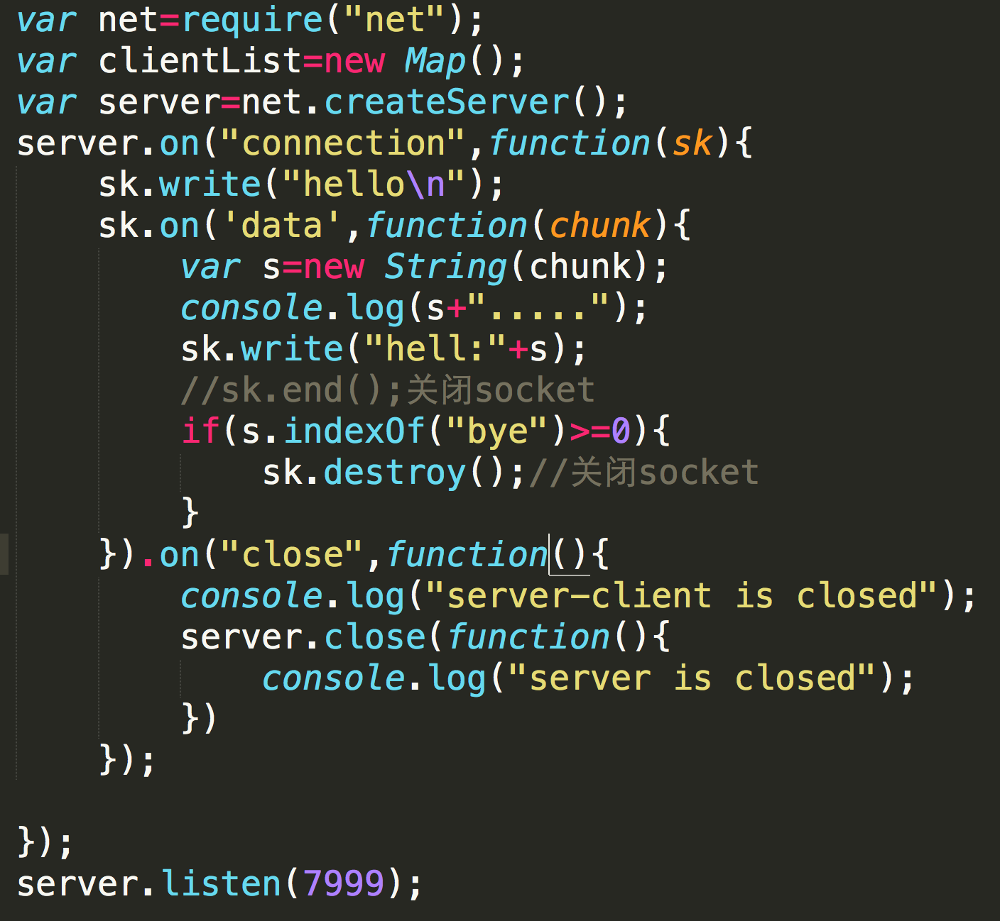 var net=require("net");
var clientList=new Map();
var server=net.createServer();
server.on("connection",function(sk){
    sk.write("hello\n");
    sk.on('data',function(chunk){
        var s=new String(chunk);
        console.log(s+".....");
        sk.write("hell:"+s);
        //sk.end();关闭socket
        if(s.indexOf("bye")>=0){
            sk.destroy();//关闭socket
        }
    }).on("close",function(){
        console.log("server-client is closed");
        server.close(function(){
            console.log("server is closed");
        })
    });

});
server.listen(7999);